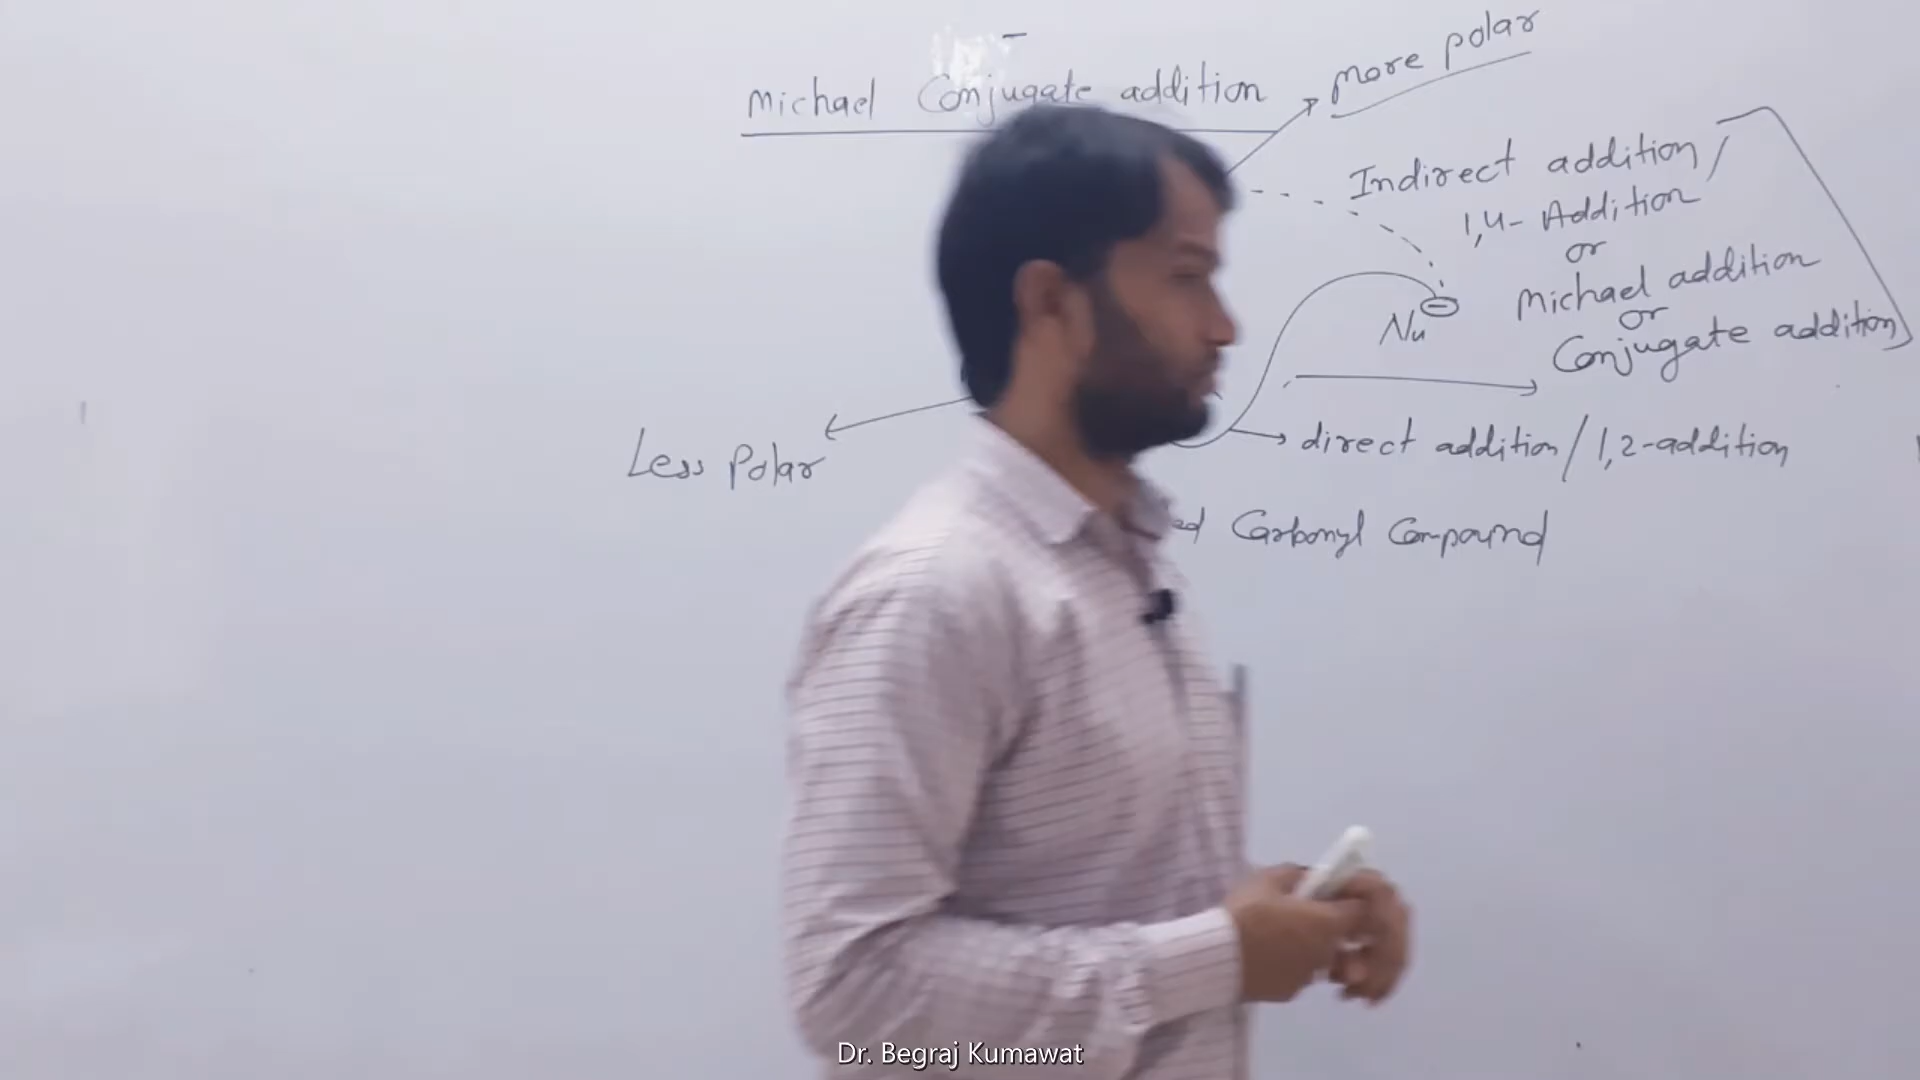 Michael Conjugate addition
more polar
Indirect addition /
1,4- Addition
or
Michael addition
or
Conjugate addition
Nu
direct addition / 1,2-addition
Less Polar
Carbonyl Compound
Dr. Begraj Kumawat